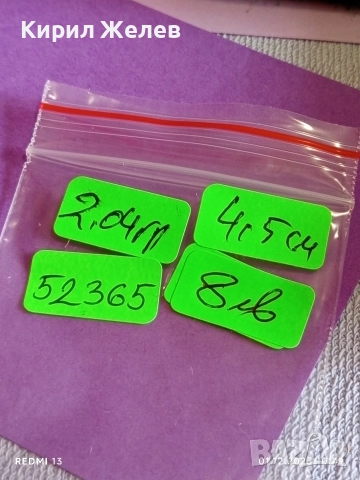 Кирил Желев
2,04гр
4,5см
52365
8лв
REDMI 13